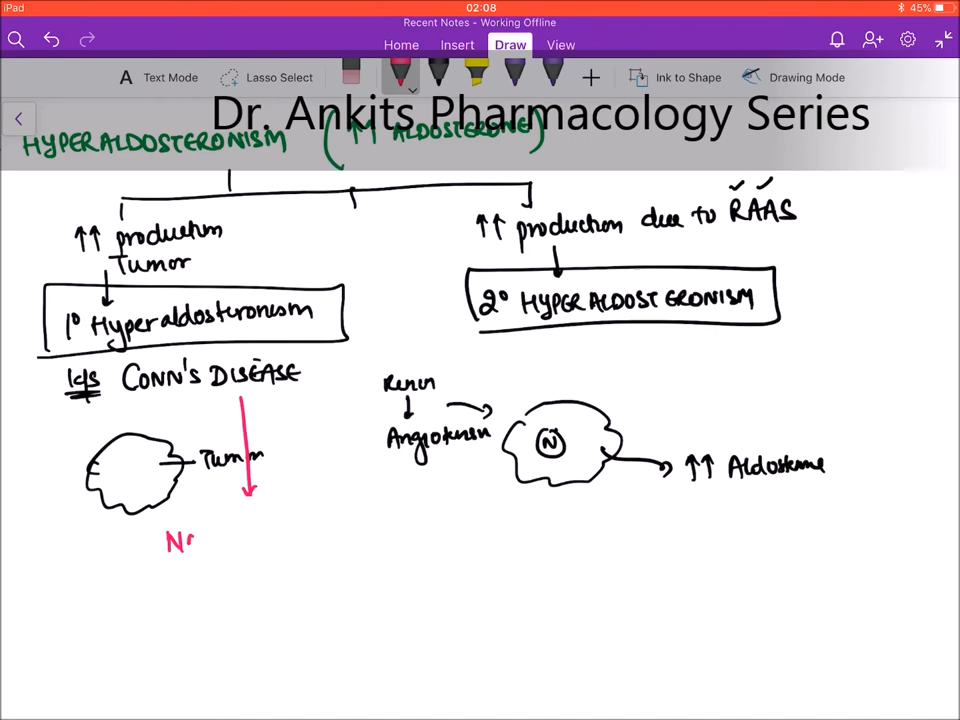 iPad
02:08
45%
Recent Notes - Working Offline
Home Insert Draw View
Text Mode Lasso Select Ink to Shape Drawing Mode
Dr. Ankits Pharmacology Series
HYPERALDOSTERONISM (↑↑ ALDOSTERONE)
↑↑ production
Tumor
↑↑ production due to RAAS
1° Hyperaldosteronism
2° HYPERALDOSTERONISM
k/s CONN'S DISEASE
Renin
↓
Angiotensin
N
Tumor
↑↑ Aldosterone